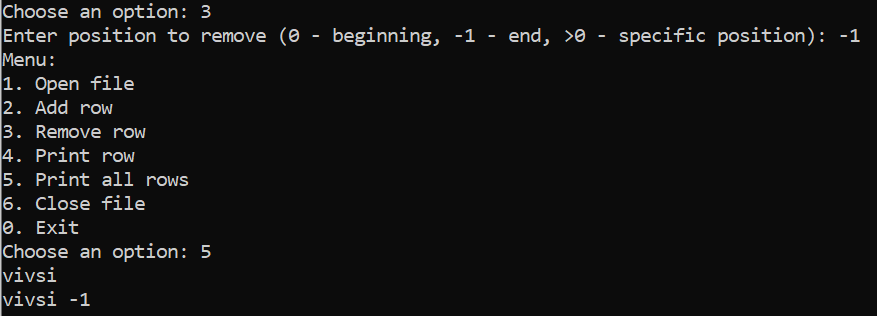 Choose an option: 3
Enter position to remove (0 - beginning, -1 - end, >0 - specific position): -1
Menu:
1. Open file
2. Add row
3. Remove row
4. Print row
5. Print all rows
6. Close file
0. Exit
Choose an option: 5
vivsi
vivsi -1